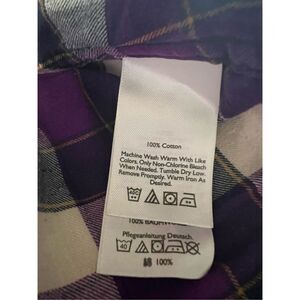 100% Cotton
Machine Wash Warm With Like
Colors. Only Non-Chlorine Bleach
When Needed. Tumble Dry Low.
Remove Promptly. Warm Iron As
Desired.
100%
Pflegeanleitung Deutsch.
40
100%